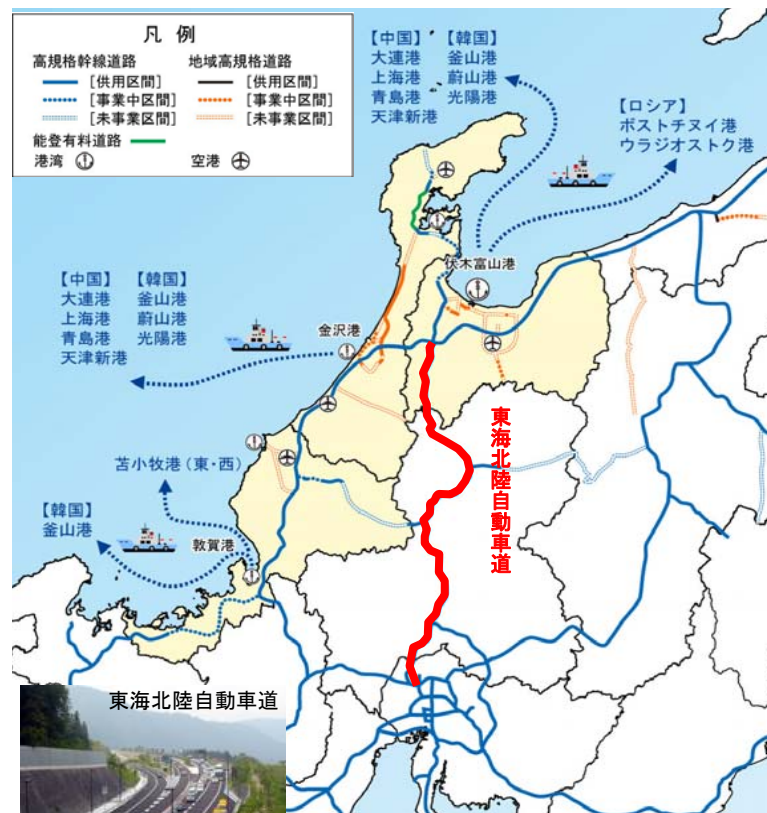 凡 例
高規格幹線道路 地域高規格道路
[供用区間] [供用区間]
[事業中区間] [事業中区間]
[未事業区間] [未事業区間]
能登有料道路
港湾 空港
【中国】 【韓国】
大連港 釜山港
上海港 蔚山港
青島港 光陽港
天津新港
【ロシア】
ボストチヌイ港
ウラジオストク港
伏木富山港
【中国】 【韓国】
大連港 釜山港
上海港 蔚山港
青島港 光陽港
天津新港
金沢港
東海北陸自動車道
苫小牧港（東・西）
【韓国】
釜山港
敦賀港
東海北陸自動車道